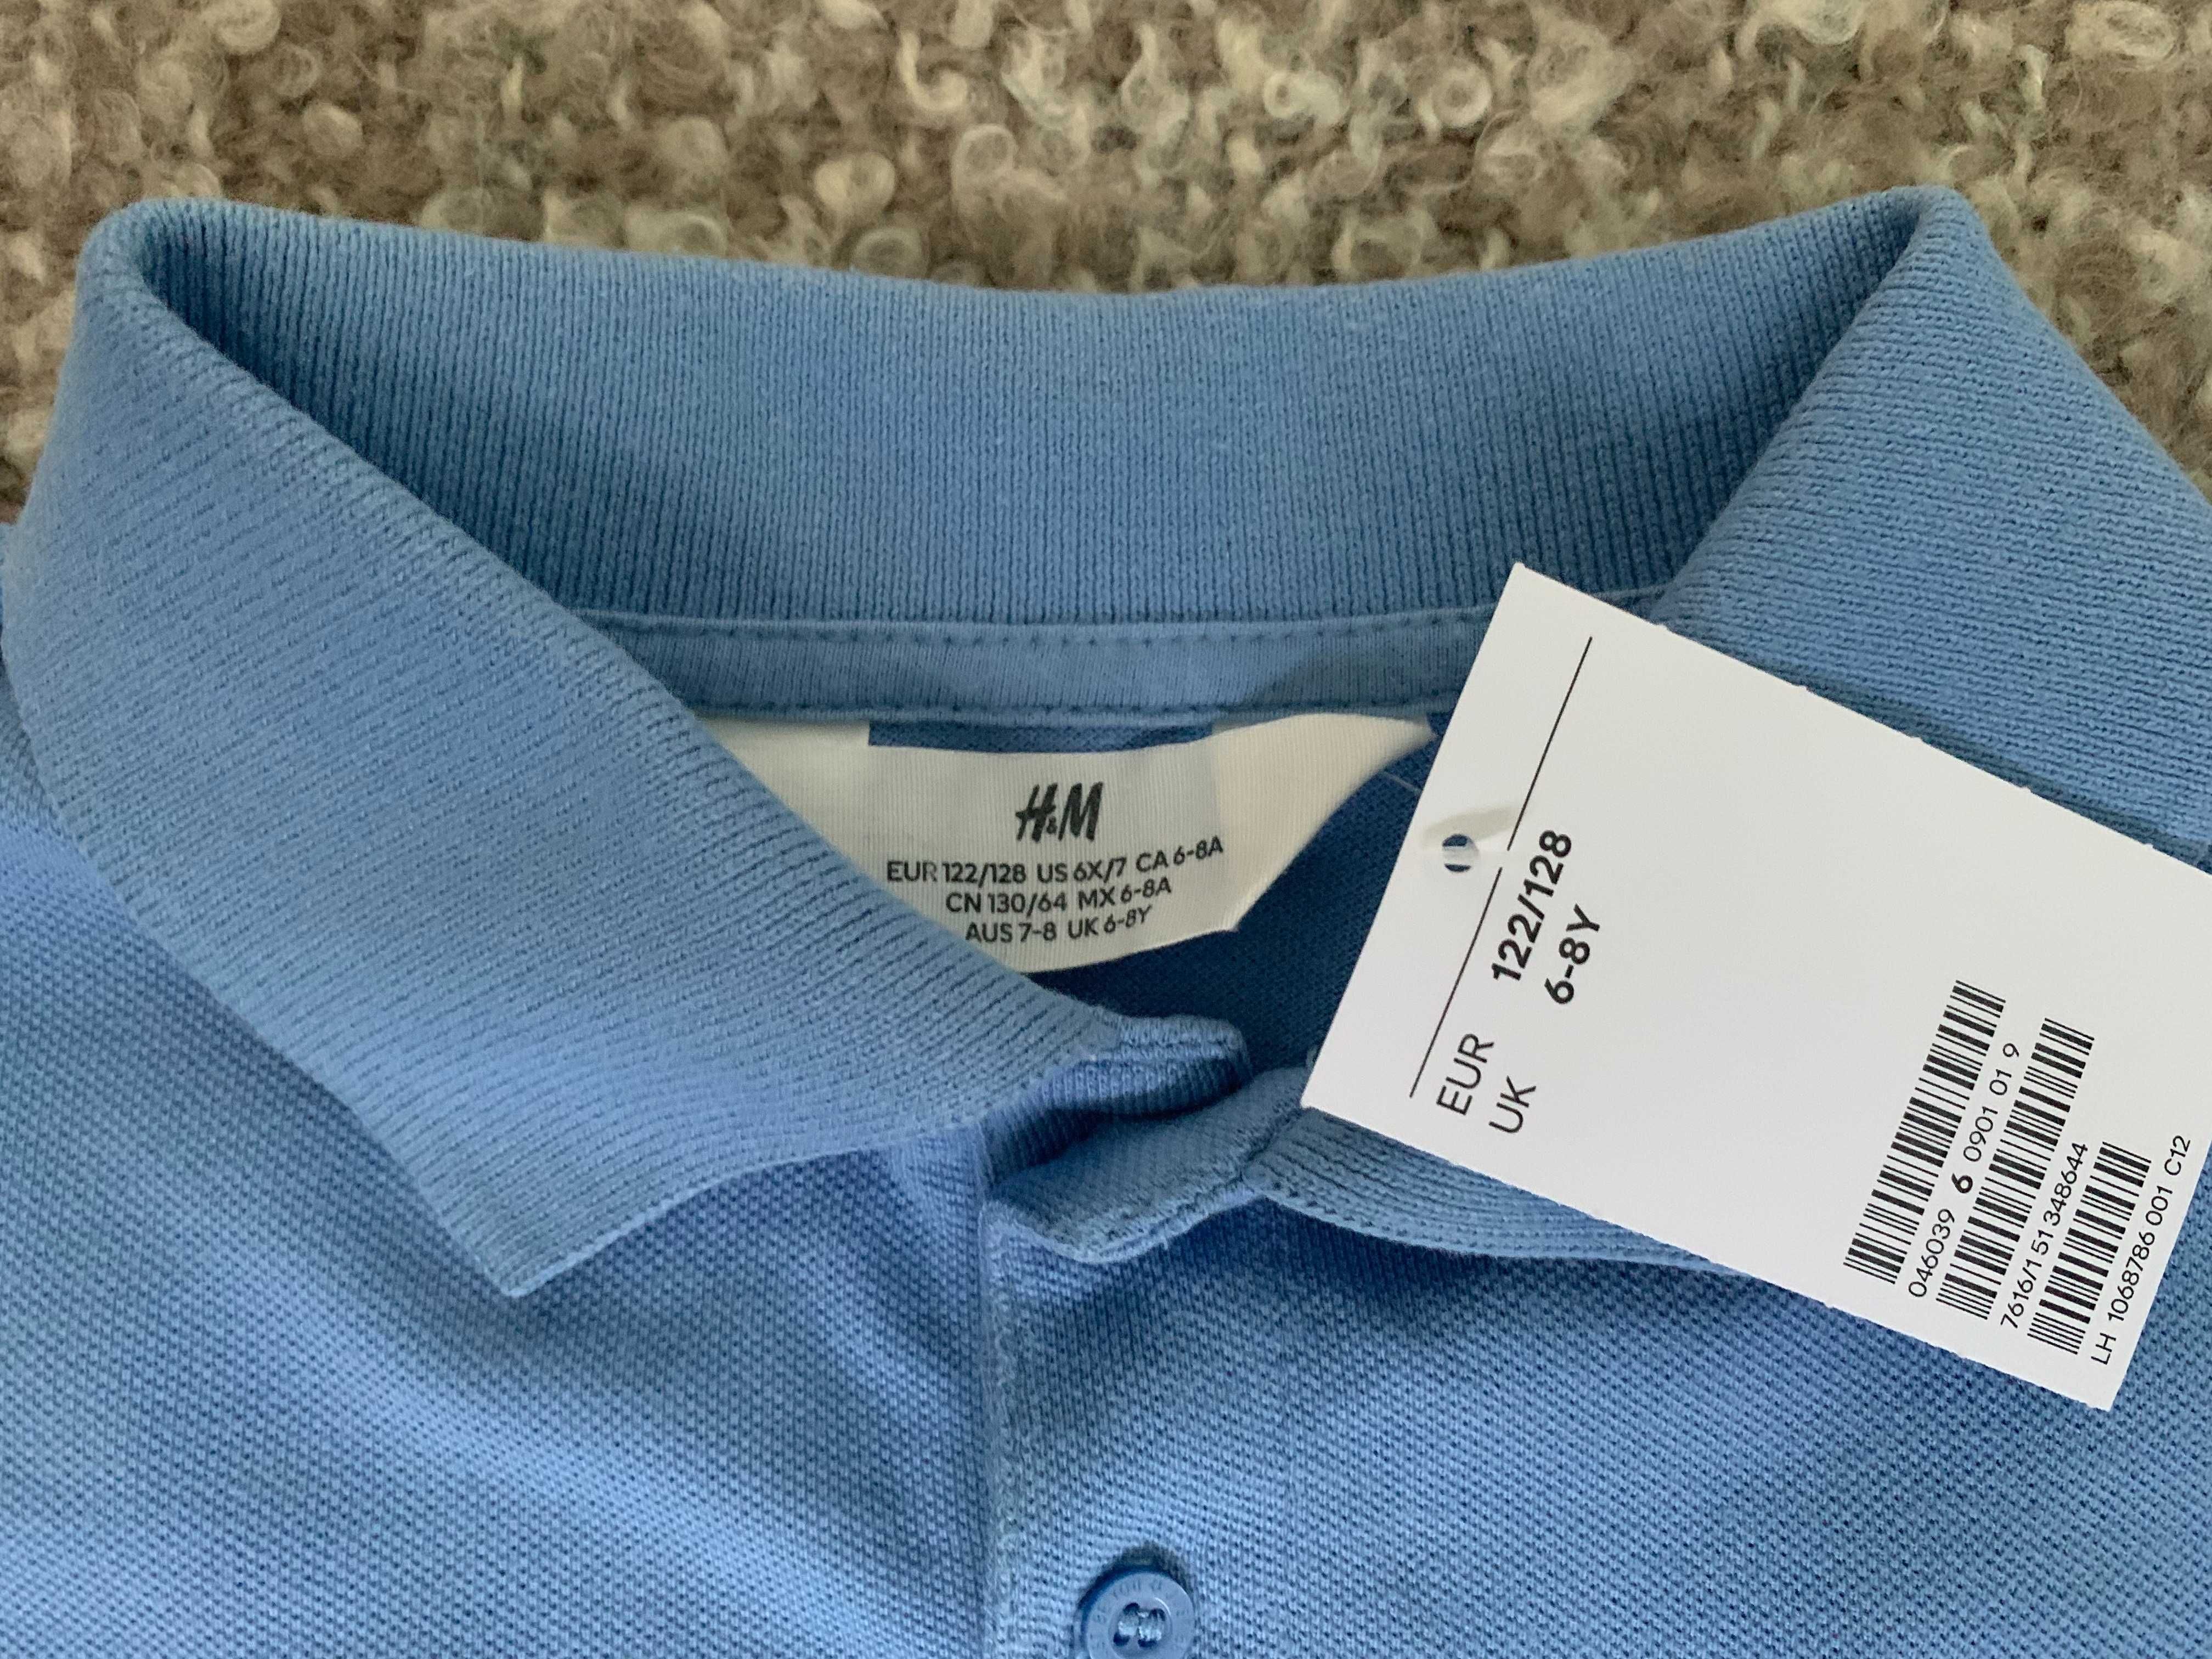 H&M
EUR 122/128 US 6X/7 CA 6-8A
CN 130/64 MX 6-8A
AUS 7-8 UK 6-8Y
EUR 122/128
UK 6-8Y
046039 6 0901 01 9
7616/151 348644
LH 1068786 001 C12